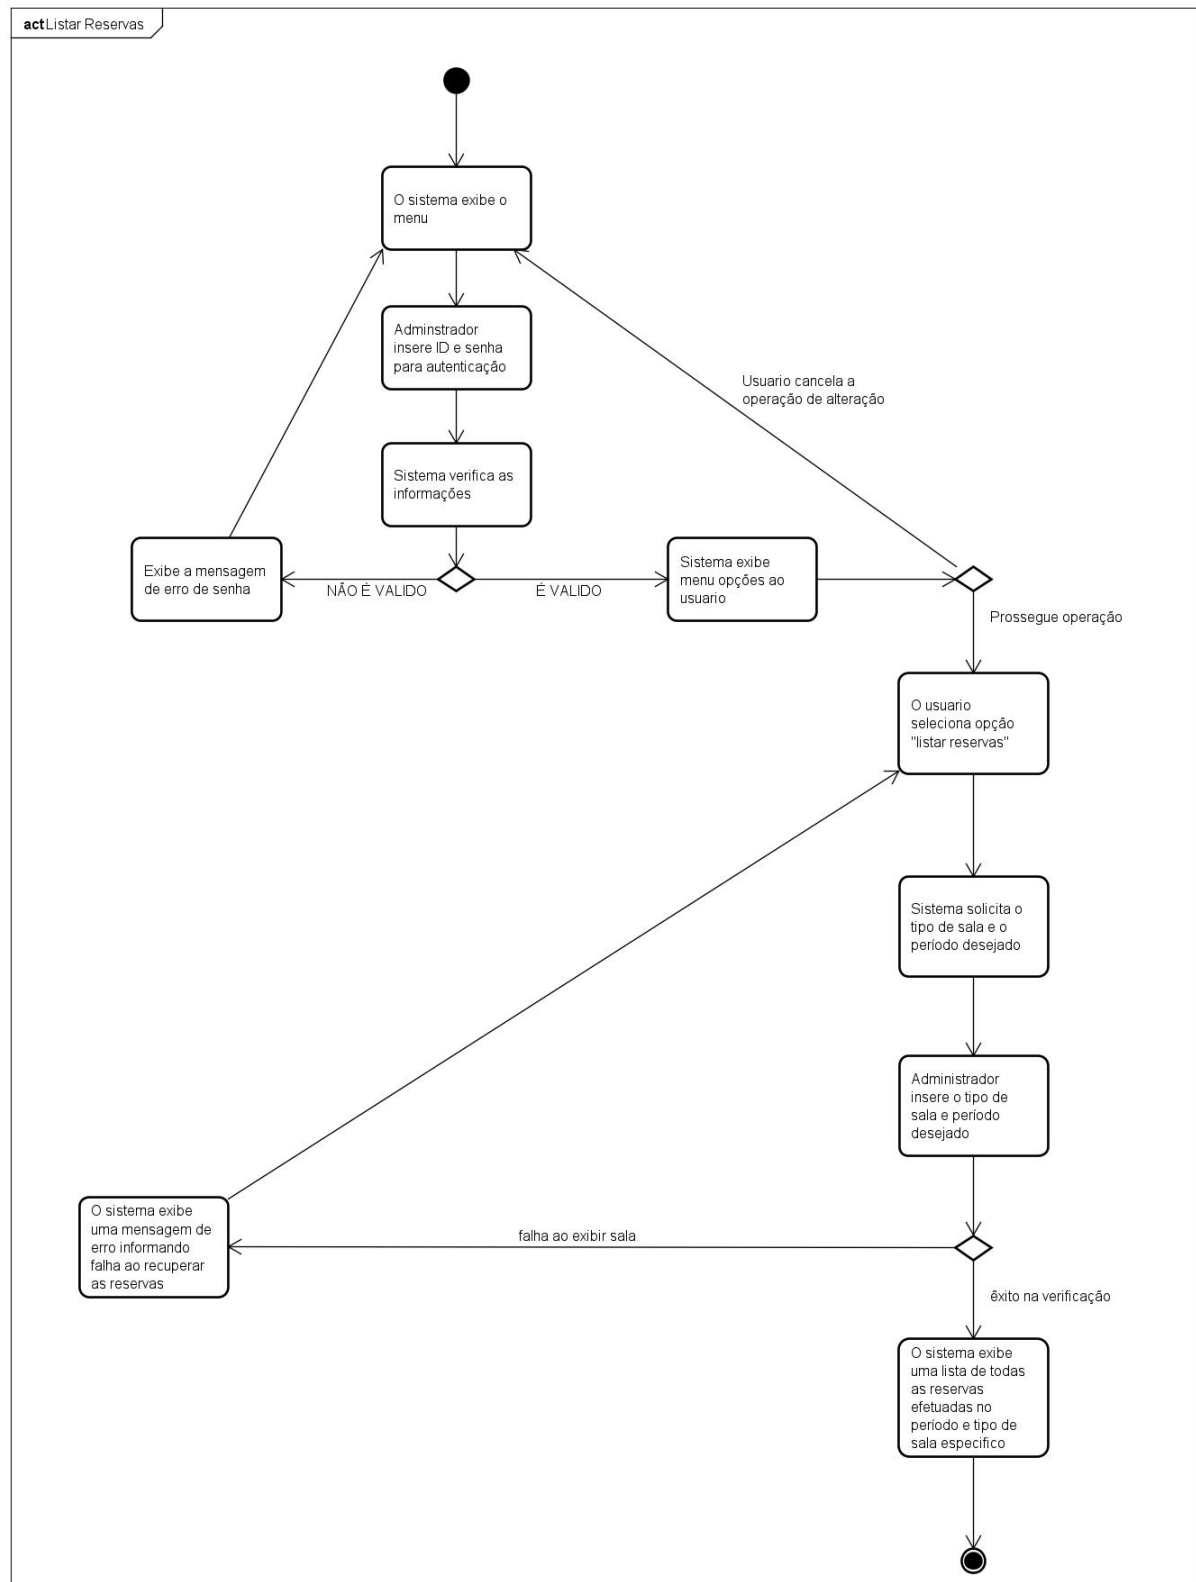 act Listar Reservas
O sistema exibe o
menu
Adminstrador
insere ID e senha
para autenticação
Usuario cancela a
operação de alteração
Sistema verifica as
informações
Exibe a mensagem
de erro de senha
NÃO É VALIDO
É VALIDO
Sistema exibe
menu opções ao
usuario
Prossegue operação
O usuario
seleciona opção
"listar reservas"
Sistema solicita o
tipo de sala e o
período desejado
Administrador
insere o tipo de
sala e período
desejado
O sistema exibe
uma mensagem de
erro informando
falha ao recuperar
as reservas
falha ao exibir sala
êxito na verificação
O sistema exibe
uma lista de todas
as reservas
efetuadas no
período e tipo de
sala especifico